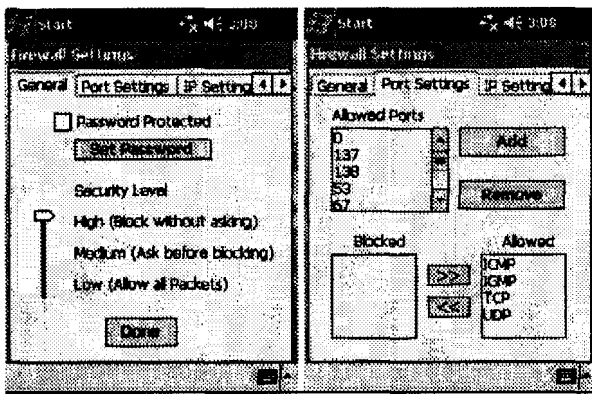 Start 3:08
Firewall Settings
General Port Settings IP Setting
Password Protected
Set Password
Security Level
High (Block without asking)
Medium (Ask before blocking)
Low (Allow all Packets)
Done
Start 3:08
Firewall Settings
General Port Settings IP Setting
Allowed Ports
0
137
138
53
67
Add
Remove
Blocked Allowed
>>
<<
ICMP
IGMP
TCP
UDP